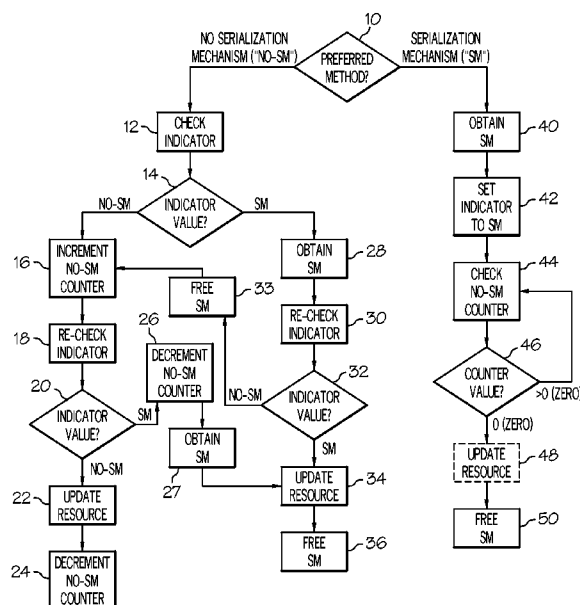 10
NO SERIALIZATION
MECHANISM ("NO-SM")
PREFERRED
METHOD?
SERIALIZATION
MECHANISM ("SM")
12
CHECK
INDICATOR
OBTAIN
SM
40
14
NO-SM
INDICATOR
VALUE?
SM
SET
INDICATOR
TO SM
42
16
INCREMENT
NO-SM
COUNTER
FREE
SM
33
OBTAIN
SM
28
CHECK
NO-SM
COUNTER
44
18
RE-CHECK
INDICATOR
26
DECREMENT
NO-SM
COUNTER
RE-CHECK
INDICATOR
30
20
INDICATOR
VALUE?
SM
NO-SM
INDICATOR
VALUE?
32
COUNTER
VALUE?
46
>0 (ZERO)
NO-SM
OBTAIN
SM
27
SM
0 (ZERO)
22
UPDATE
RESOURCE
UPDATE
RESOURCE
34
UPDATE
RESOURCE
48
24
DECREMENT
NO-SM
COUNTER
FREE
SM
36
FREE
SM
50